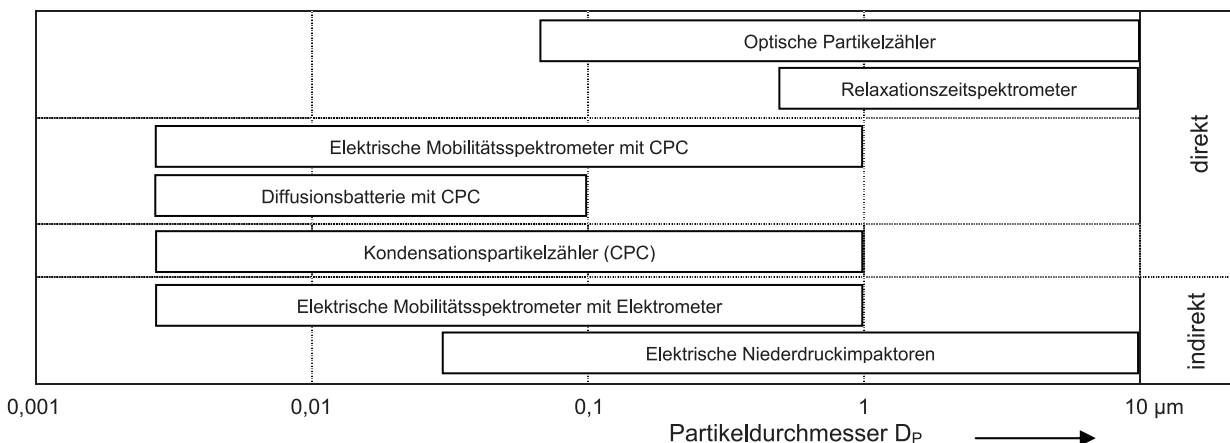 Optische Partikelzähler
Relaxationszeitspektrometer
Elektrische Mobilitätsspektrometer mit CPC
Diffusionsbatterie mit CPC
direkt
Kondensationspartikelzähler (CPC)
Elektrische Mobilitätsspektrometer mit Elektrometer
Elektrische Niederdruckimpaktoren
indirekt
0,001 0,01 0,1 1 10 µm
Partikeldurchmesser DP